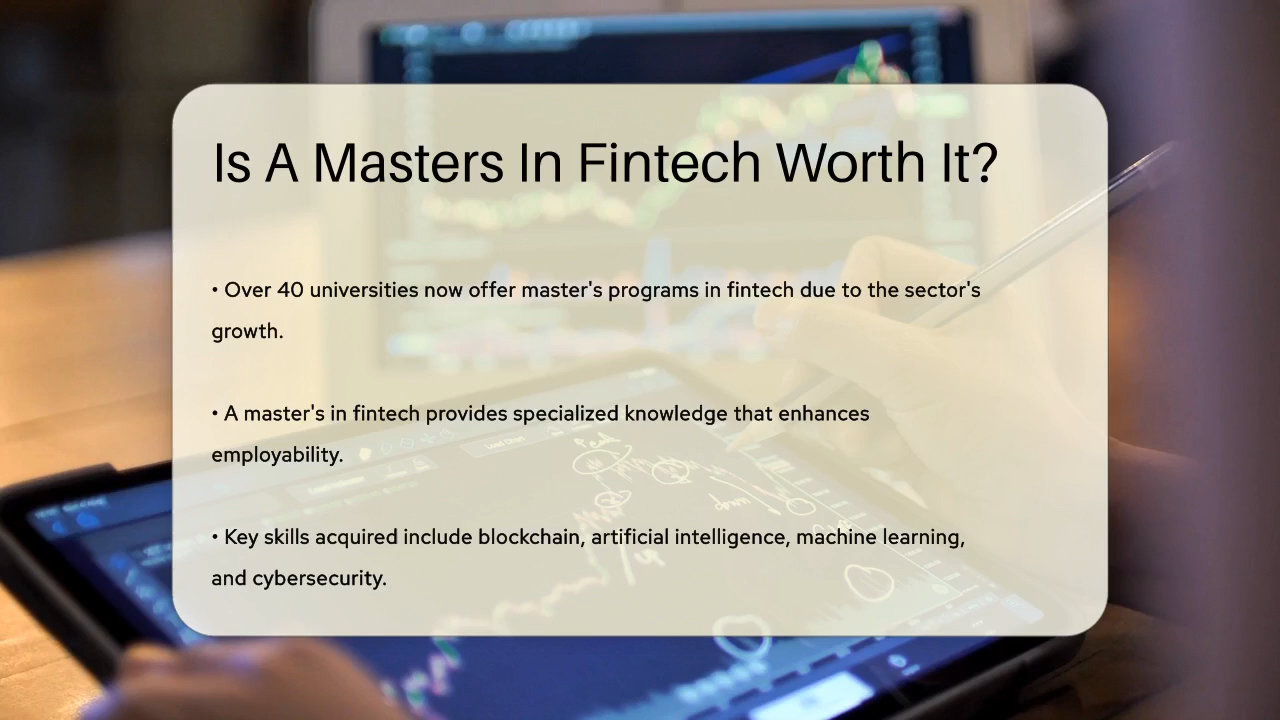 Is A Masters In Fintech Worth It?
• Over 40 universities now offer master's programs in fintech due to the sector's
growth.
• A master's in fintech provides specialized knowledge that enhances
employability.
• Key skills acquired include blockchain, artificial intelligence, machine learning,
and cybersecurity.